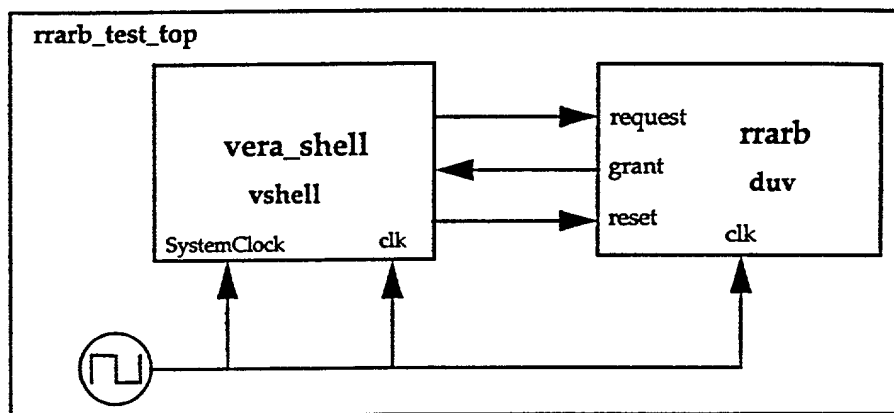 rrarb_test_top
vera_shell
vshell
SystemClock
clk
request
grant
reset
rrarb
duv
clk